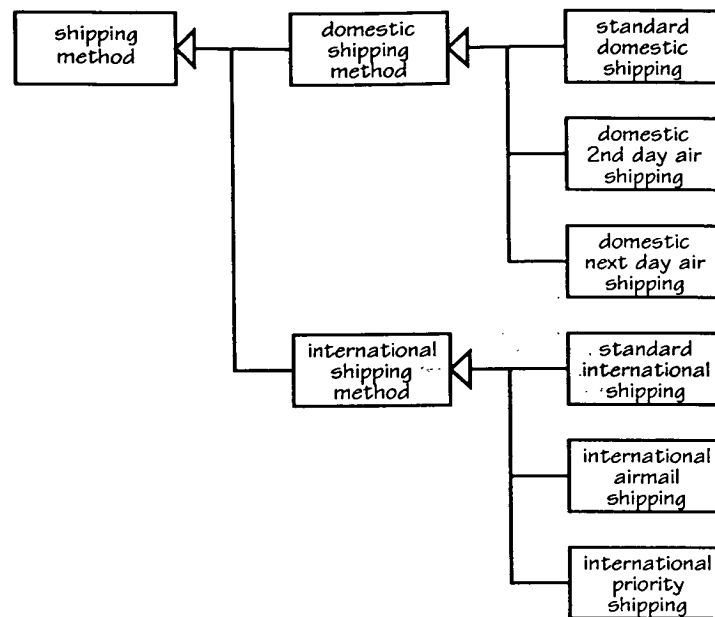 shipping
method
domestic
shipping
method
standard
domestic
shipping
domestic
2nd day air
shipping
domestic
next day air
shipping
international
shipping
method
standard
international
shipping
international
airmail
shipping
international
priority
shipping